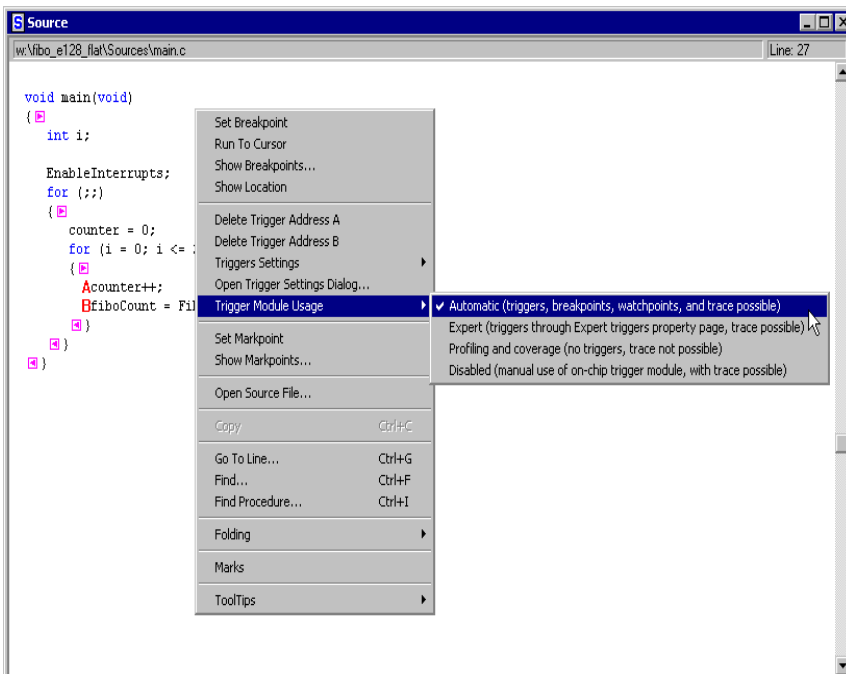 Source
w:\fibo_e128_flat\Sources\main.c Line: 27
void main(void)
{
int i;
EnableInterrupts;
for (;;)
{
counter = 0;
for (i = 0; i <=
{
Acounter++;
BfiboCount =
}
}
}
Set Breakpoint
Run To Cursor
Show Breakpoints...
Show Location
Delete Trigger Address A
Delete Trigger Address B
Triggers Settings
Open Trigger Settings Dialog...
Trigger Module Usage
Set Markpoint
Show Markpoints...
Open Source File...
Copy Ctrl+C
Go To Line... Ctrl+G
Find... Ctrl+F
Find Procedure... Ctrl+I
Folding
Marks
ToolTips
Automatic (triggers, breakpoints, watchpoints, and trace possible)
Expert (triggers through Expert triggers property page, trace possible)
Profiling and coverage (no triggers, trace not possible)
Disabled (manual use of on-chip trigger module, with trace possible)